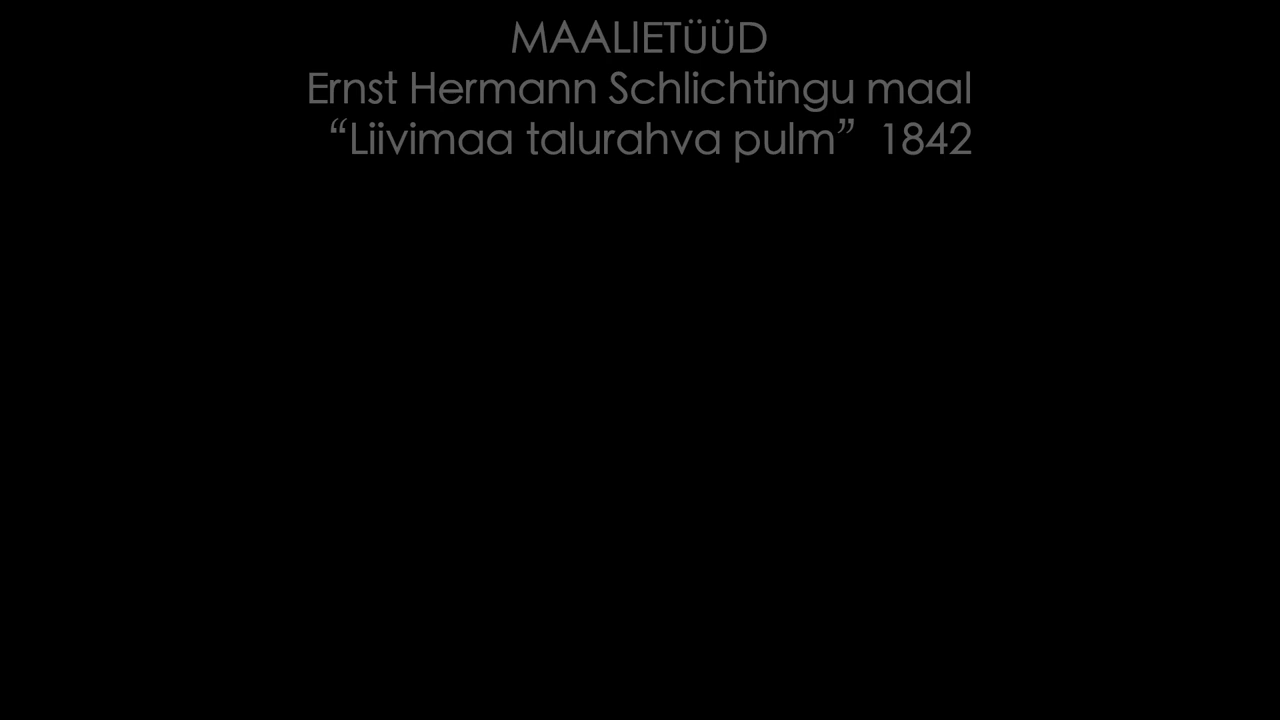 MAALIETÜÜD
Ernst Hermann Schlichtingu maal
“Liivimaa talurahva pulm” 1842